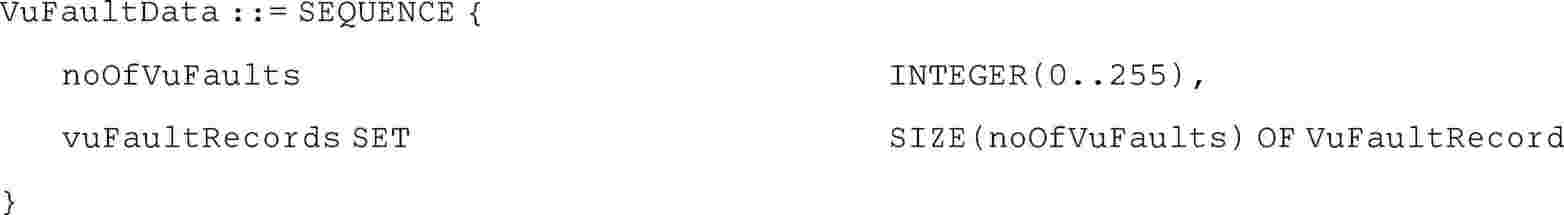 VuFaultData ::= SEQUENCE {
noOfVuFaults INTEGER(0..255),
vuFaultRecords SET SIZE(noOfVuFaults) OF VuFaultRecord
}